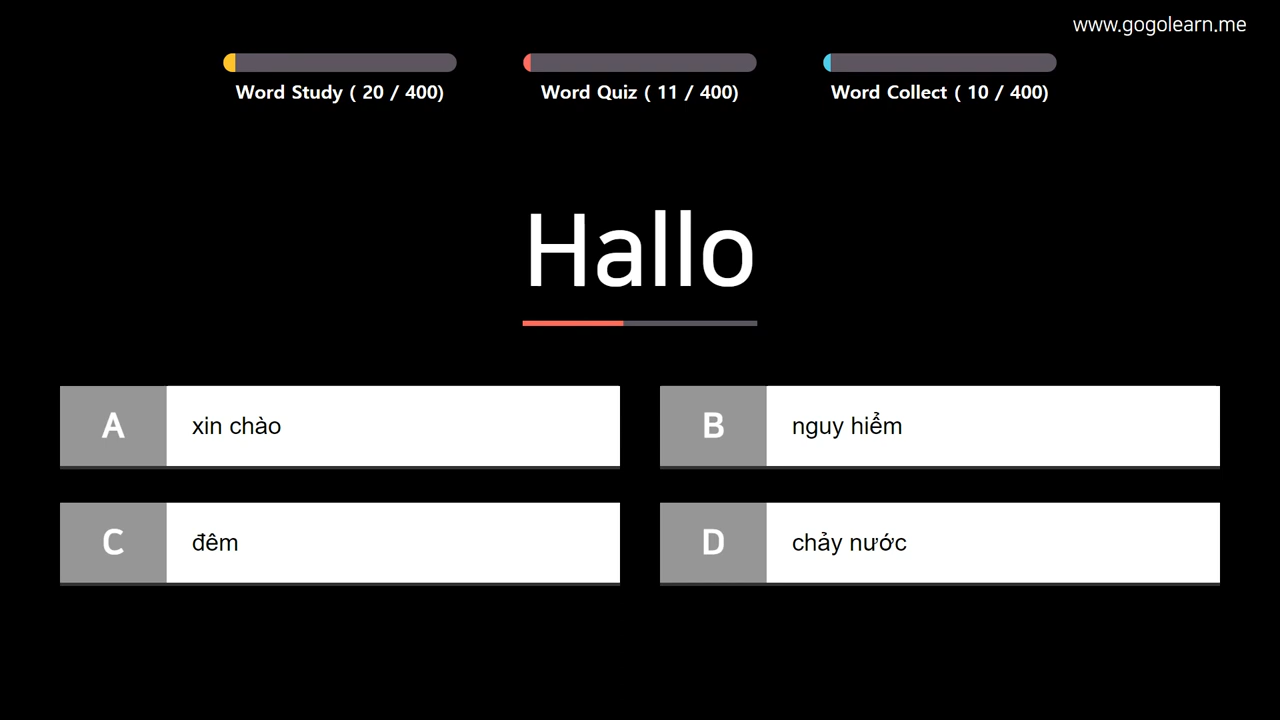 www.gogolearn.me
Word Study ( 20 / 400)
Word Quiz ( 11 / 400)
Word Collect ( 10 / 400)
Hallo
A
xin chào
B
nguy hiểm
C
đêm
D
chảy nước